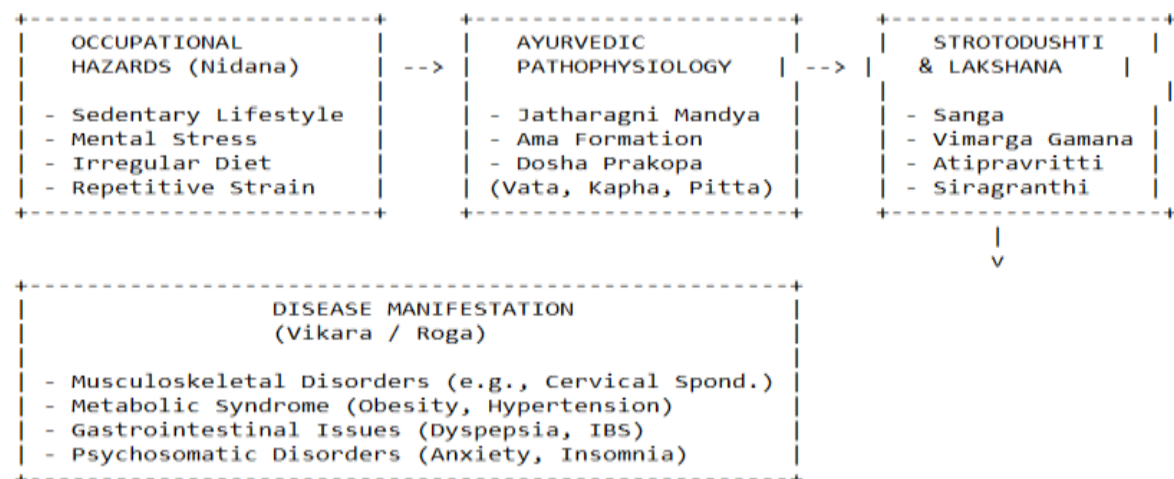 OCCUPATIONAL
HAZARDS (Nidana)
- Sedentary Lifestyle
- Mental Stress
- Irregular Diet
- Repetitive Strain
-->
AYURVEDIC
PATHOPHYSIOLOGY
- Jatharagni Mandya
- Ama Formation
- Dosha Prakopa
(Vata, Kapha, Pitta)
-->
STROTODUSHTI
& LAKSHANA
- Sanga
- Vimarga Gamana
- Atipravritti
- Siragranthi
v
DISEASE MANIFESTATION
(Vikara / Roga)
- Musculoskeletal Disorders (e.g., Cervical Spond.)
- Metabolic Syndrome (Obesity, Hypertension)
- Gastrointestinal Issues (Dyspepsia, IBS)
- Psychosomatic Disorders (Anxiety, Insomnia)